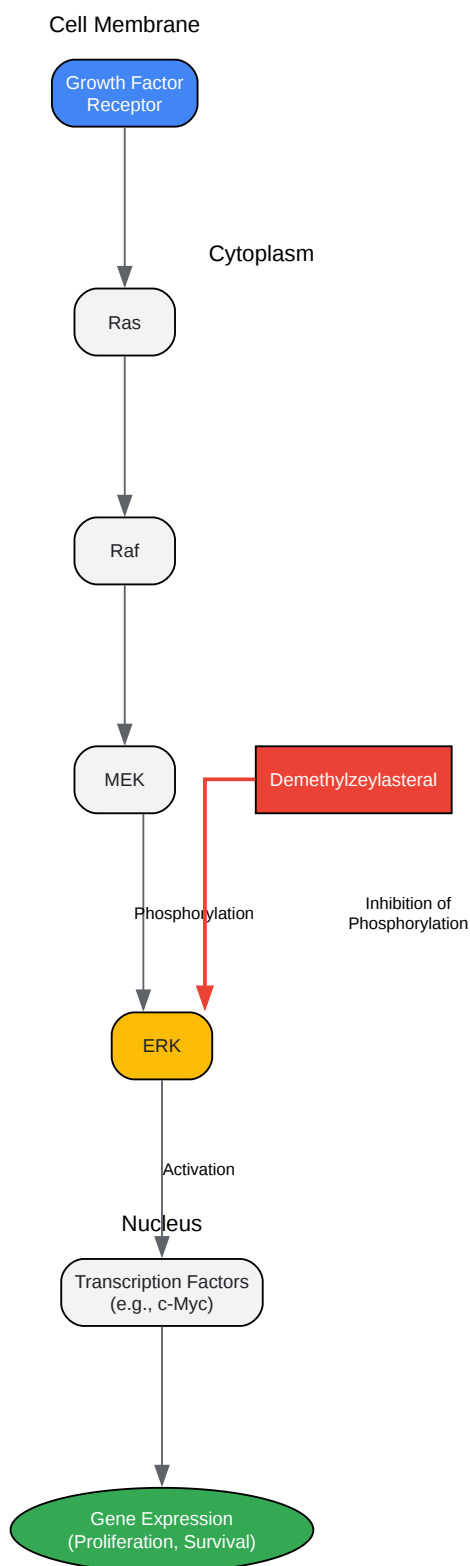 Cell Membrane
Growth Factor
Receptor
Cytoplasm
Ras
Raf
MEK
Demethylzeylasteral
Phosphorylation
Inhibition of
Phosphorylation
ERK
Activation
Nucleus
Transcription Factors
(e.g., c-Myc)
Gene Expression
(Proliferation, Survival)